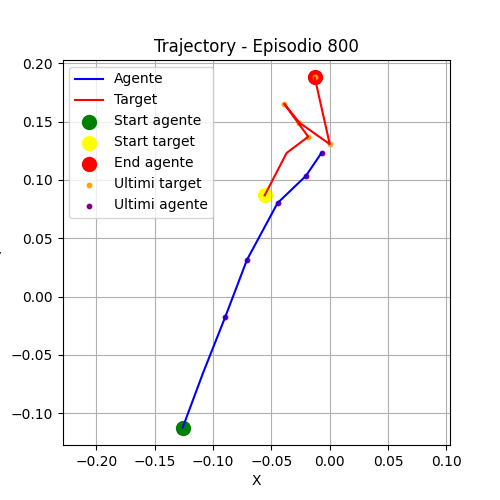 Trajectory - Episodio 800
0.20
0.15
0.10
0.05
0.00
−0.05
−0.10
Agente
Target
Start agente
Start target
End agente
Ultimi target
Ultimi agente
−0.20
−0.15
−0.10
−0.05
0.00
0.05
0.10
X